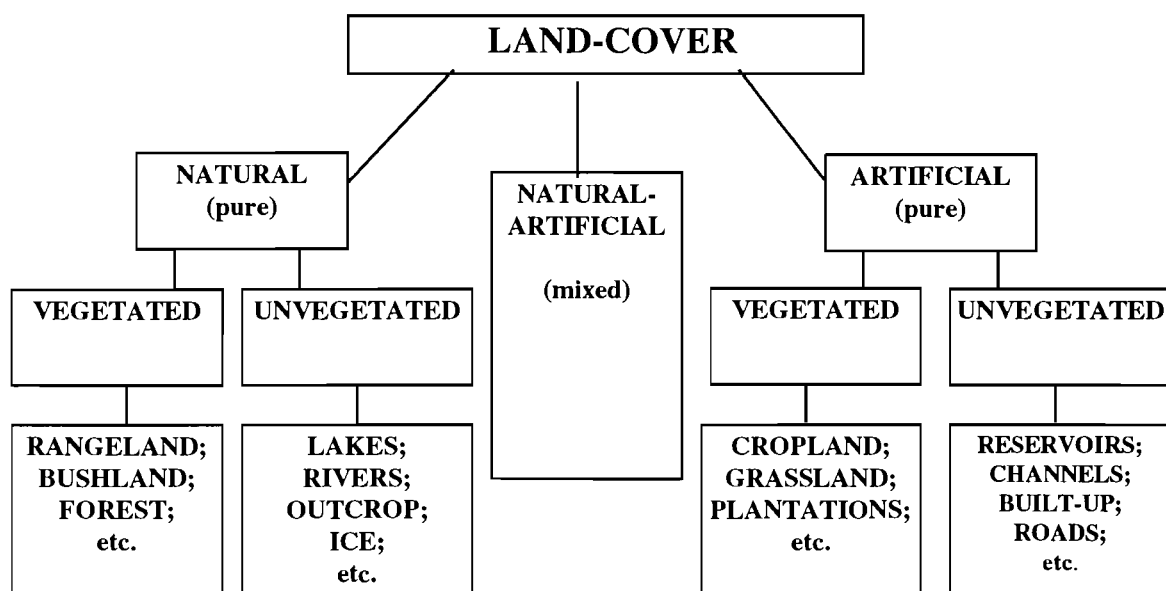 LAND-COVER
NATURAL
(pure)
NATURAL-
ARTIFICIAL
(mixed)
ARTIFICIAL
(pure)
VEGETATED
UNVEGETATED
VEGETATED
UNVEGETATED
RANGELAND;
BUSHLAND;
FOREST;
etc.
LAKES;
RIVERS;
OUTCROP;
ICE;
etc.
CROPLAND;
GRASSLAND;
PLANTATIONS;
etc.
RESERVOIRS;
CHANNELS;
BUILT-UP;
ROADS;
etc.